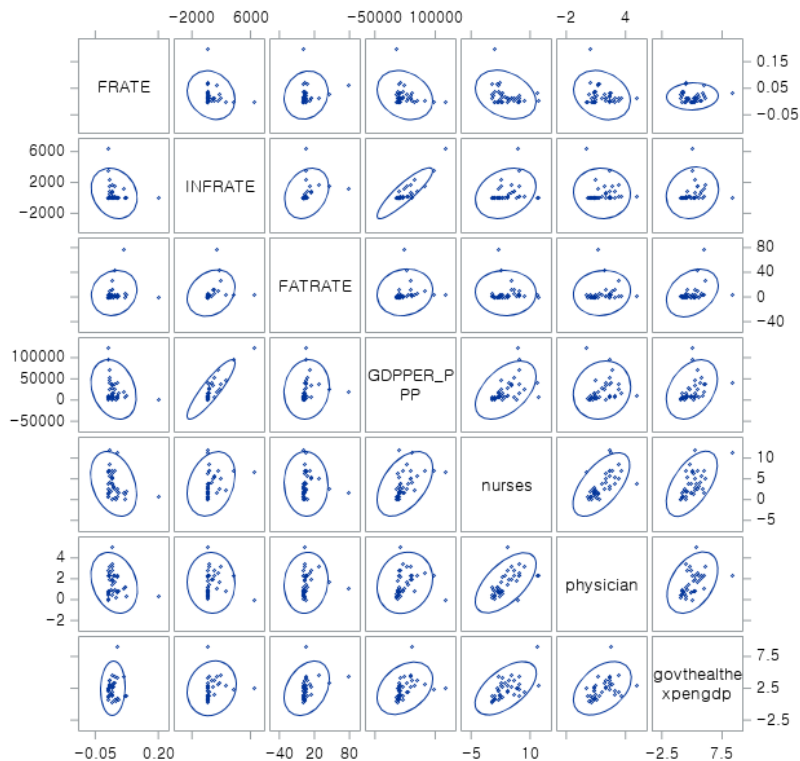 −2000 6000 −50000 100000 −2 4
FRATE
0.15
0.05
−0.05
6000
2000
−2000
INFRATE
FATRATE
80
40
0
−40
100000
50000
0
−50000
GDPPER_P
PP
nurses
10
5
0
−5
4
2
0
−2
physician
govthealthe
xpengdp
7.5
2.5
−2.5
−0.05 0.20 −40 20 80 −5 10 −2.5 7.5